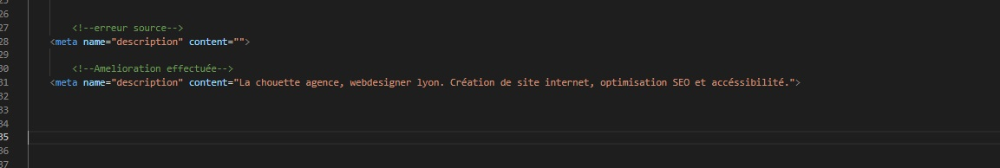 25
26
27 <!--erreur source-->
28 <meta name="description" content="">
29
30 <!--Amelioration effectuée-->
31 <meta name="description" content="La chouette agence, webdesigner lyon. Création de site internet, optimisation SEO et accéssibilité.">
32
33
34
35
36
37